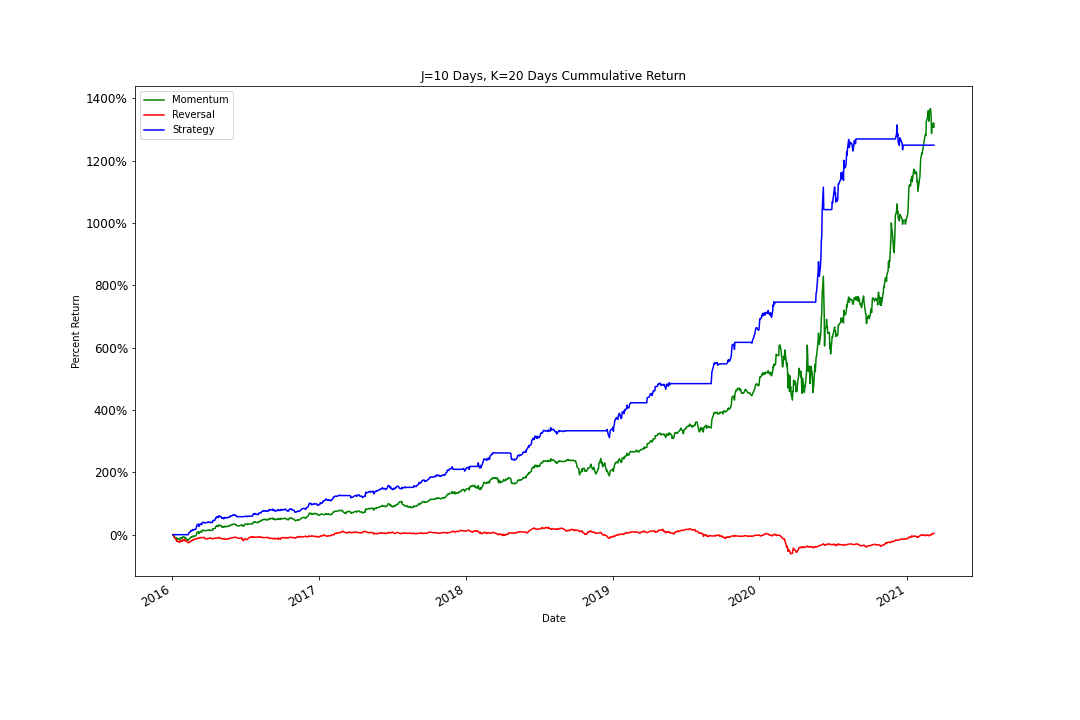 J=10 Days, K=20 Days Cummulative Return
Momentum
Reversal
Strategy
1400%
1200%
1000%
800%
600%
400%
200%
0%
Percent Return
2016
2017
2018
2019
2020
2021
Date